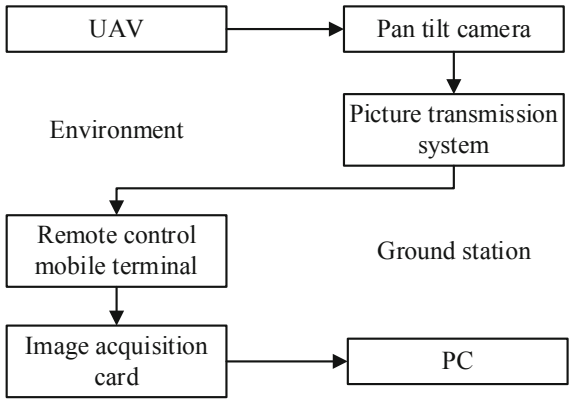 UAV
Pan tilt camera
Picture transmission
system
Environment
Remote control
mobile terminal
Ground station
Image acquisition
card
PC